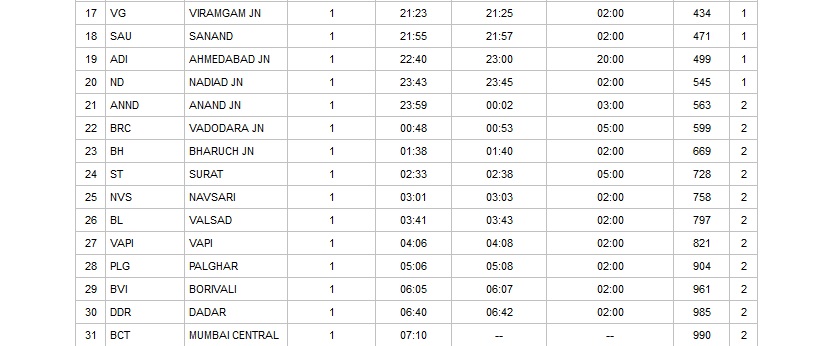 17 VG VIRAMGAM JN 1 21:23 21:25 02:00 434 1
18 SAU SANAND 1 21:55 21:57 02:00 471 1
19 ADI AHMEDABAD JN 1 22:40 23:00 20:00 499 1
20 ND NADIAD JN 1 23:43 23:45 02:00 545 1
21 ANND ANAND JN 1 23:59 00:02 03:00 563 2
22 BRC VADODARA JN 1 00:48 00:53 05:00 599 2
23 BH BHARUCH JN 1 01:38 01:40 02:00 669 2
24 ST SURAT 1 02:33 02:38 05:00 728 2
25 NVS NAVSARI 1 03:01 03:03 02:00 758 2
26 BL VALSAD 1 03:41 03:43 02:00 797 2
27 VAPI VAPI 1 04:06 04:08 02:00 821 2
28 PLG PALGHAR 1 05:06 05:08 02:00 904 2
29 BVI BORIVALI 1 06:05 06:07 02:00 961 2
30 DDR DADAR 1 06:40 06:42 02:00 985 2
31 BCT MUMBAI CENTRAL 1 07:10 -- -- 990 2